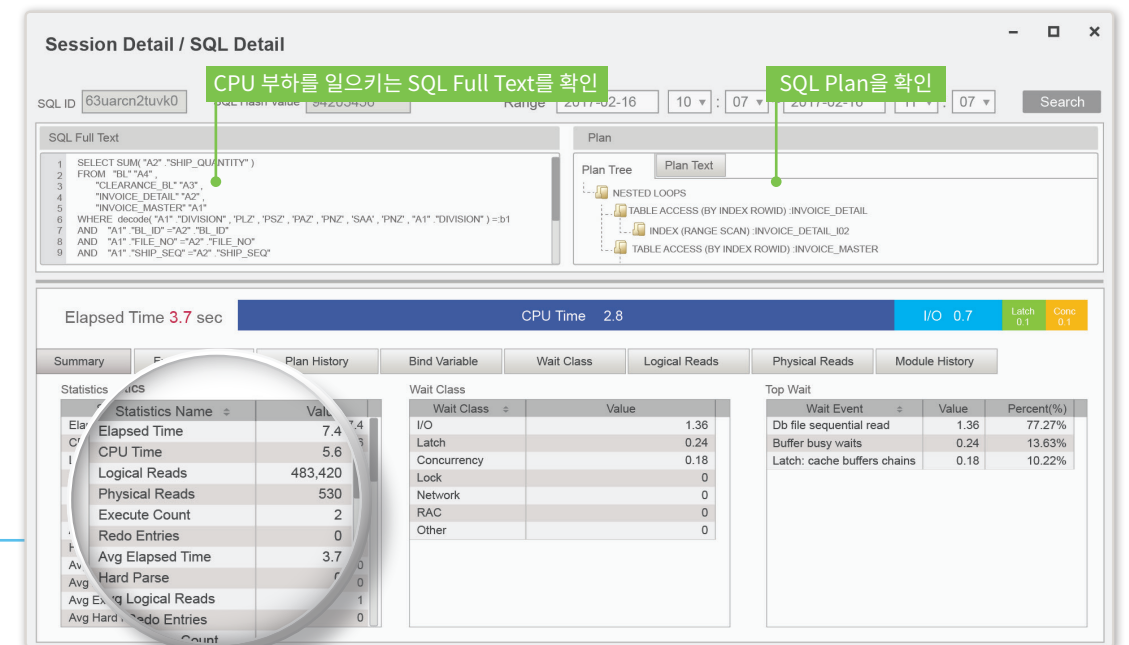 Session Detail / SQL Detail
CPU 부하를 일으키는 SQL Full Text를 확인
SQL Plan을 확인
SQL ID 63uarcn2tuvk0 SQL Hash Value 94203456 Range 2017-02-16 10 : 07 2017-02-16 11 : 07 Search
SQL Full Text
1 SELECT SUM( "A2" ."SHIP_QUANTITY" )
2 FROM "BL" "A4" ,
3 "CLEARANCE_BL" "A3" ,
4 "INVOICE_DETAIL" "A2" ,
5 "INVOICE_MASTER" "A1"
6 WHERE decode( "A1" ."DIVISION" , 'PLZ' , 'PSZ' , 'PAZ' , 'PNZ' , 'SAA' , 'PNZ' , "A1" ."DIVISION" ) =:b1
7 AND "A1" ."BL_ID" ="A2" ."BL_ID"
8 AND "A1" ."FILE_NO" ="A2" ."FILE_NO"
9 AND "A1" ."SHIP_SEQ" ="A2" ."SHIP_SEQ"
Plan
Plan Tree Plan Text
NESTED LOOPS
TABLE ACCESS (BY INDEX ROWID) :INVOICE_DETAIL
INDEX (RANGE SCAN) :INVOICE_DETAIL_I02
TABLE ACCESS (BY INDEX ROWID) :INVOICE_MASTER
Elapsed Time 3.7 sec CPU Time 2.8 I/O 0.7 Latch 0.1 Conc 0.1
Summary Plan History Bind Variable Wait Class Logical Reads Physical Reads Module History
Statistics
Statistics Name
Elapsed Time 7.4
CPU Time 5.6
Logical Reads 483,420
Physical Reads 530
Execute Count 2
Redo Entries 0
Avg Elapsed Time 3.7
Hard Parse
Logical Reads 1
Avg Hard Redo Entries 0
Count
Wait Class
Wait Class Value
I/O 1.36
Latch 0.24
Concurrency 0.18
Lock 0
Network 0
RAC 0
Other 0
Top Wait
Wait Event Value Percent(%)
Db file sequential read 1.36 77.27%
Buffer busy waits 0.24 13.63%
Latch: cache buffers chains 0.18 10.22%